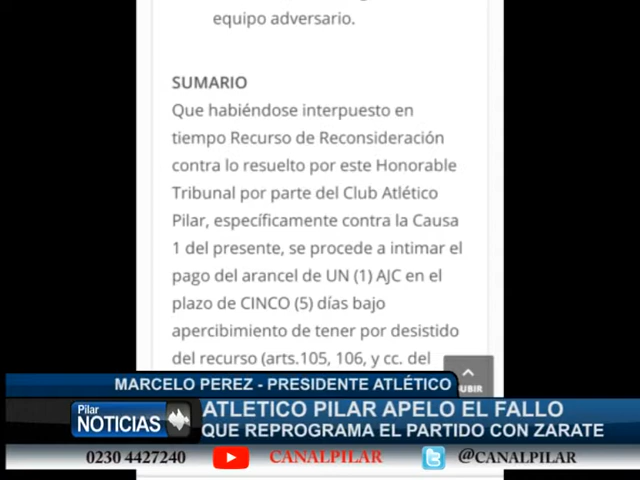 equipo adversario.
SUMARIO
Que habiéndose interpuesto en
tiempo Recurso de Reconsideración
contra lo resuelto por este Honorable
Tribunal por parte del Club Atlético
Pilar, específicamente contra la Causa
1 del presente, se procede a intimar el
pago del arancel de UN (1) AJC en el
plazo de CINCO (5) días bajo
apercibimiento de tener por desistido
del recurso (arts.105, 106, y cc. del
SUBIR
MARCELO PEREZ - PRESIDENTE ATLÉTICO
Pilar
NOTICIAS
ATLETICO PILAR APELO EL FALLO
QUE REPROGRAMA EL PARTIDO CON ZARATE
0230 4427240
CANALPILAR
@CANALPILAR